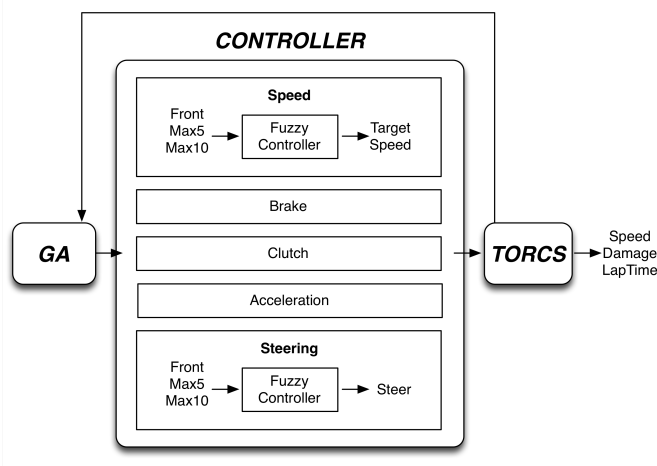 CONTROLLER
Speed
Front
Max5
Max10
Fuzzy
Controller
Target
Speed
Brake
GA
Clutch
TORCS
Speed
Damage
LapTime
Acceleration
Steering
Front
Max5
Max10
Fuzzy
Controller
Steer